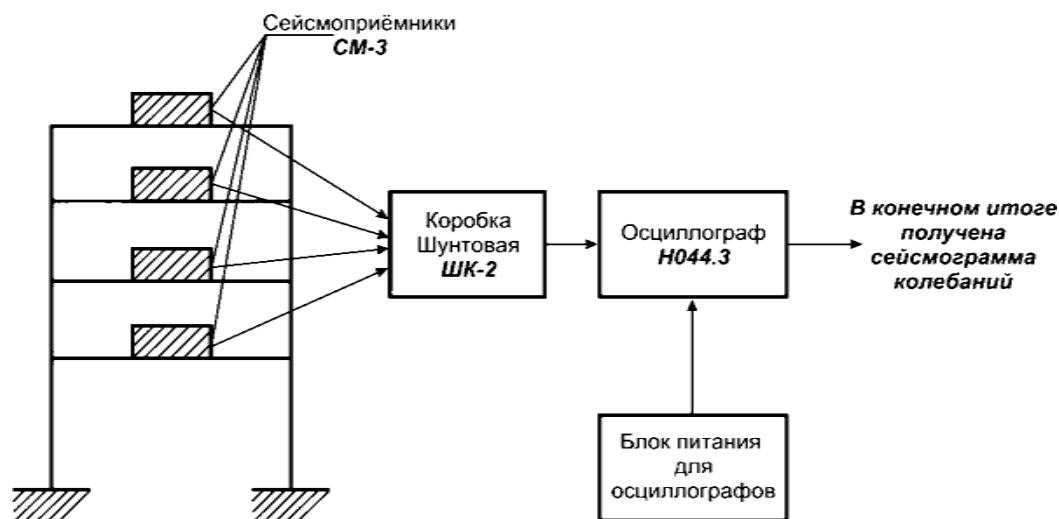 Сейсмоприёмники
СМ-3
Коробка
Шунтовая
ШК-2
Осциллограф
Н044.3
В конечном итоге
получена
сейсмограмма
колебаний
Блок питания
для
осциллографов